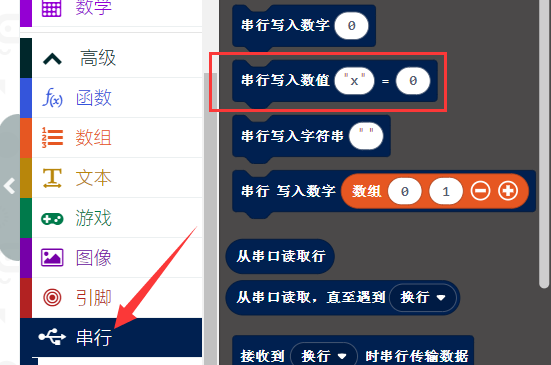 数学
高级
f(x) 函数
数组
文本
游戏
图像
引脚
串行
串行写入数字 0
串行写入数值 "x" = 0
串行写入字符串 " "
串行 写入数字 数组 0 1
从串口读取行
从串口读取，直至遇到 换行
接收到 换行 时串行传输数据